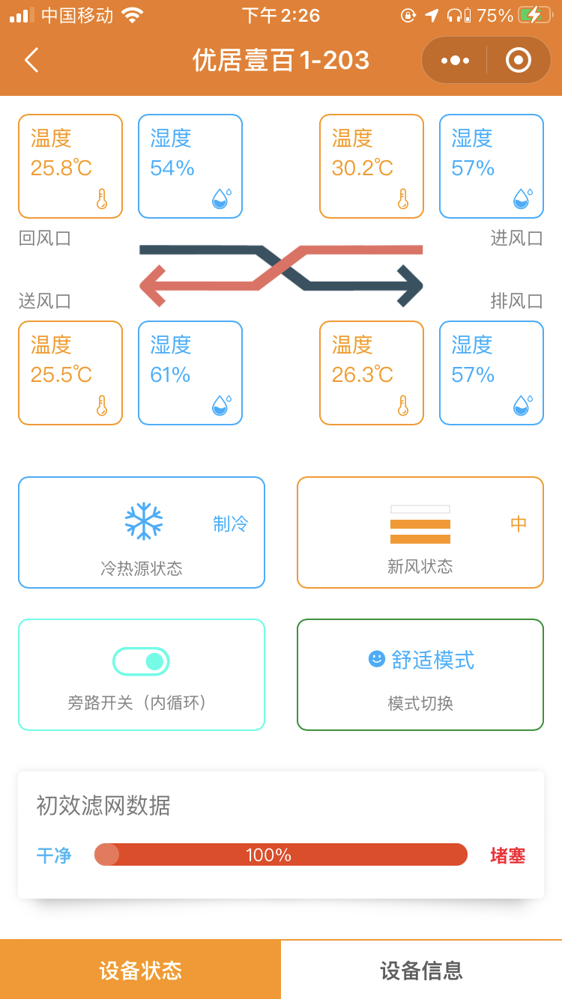 中国移动 下午2:26 75%
优居壹百1-203
温度 湿度 温度 湿度
25.8℃ 54% 30.2℃ 57%
回风口 进风口
送风口 排风口
温度 湿度 温度 湿度
25.5℃ 61% 26.3℃ 57%
制冷 中
冷热源状态 新风状态
舒适模式
旁路开关（内循环） 模式切换
初效滤网数据
干净 100% 堵塞
设备状态 设备信息